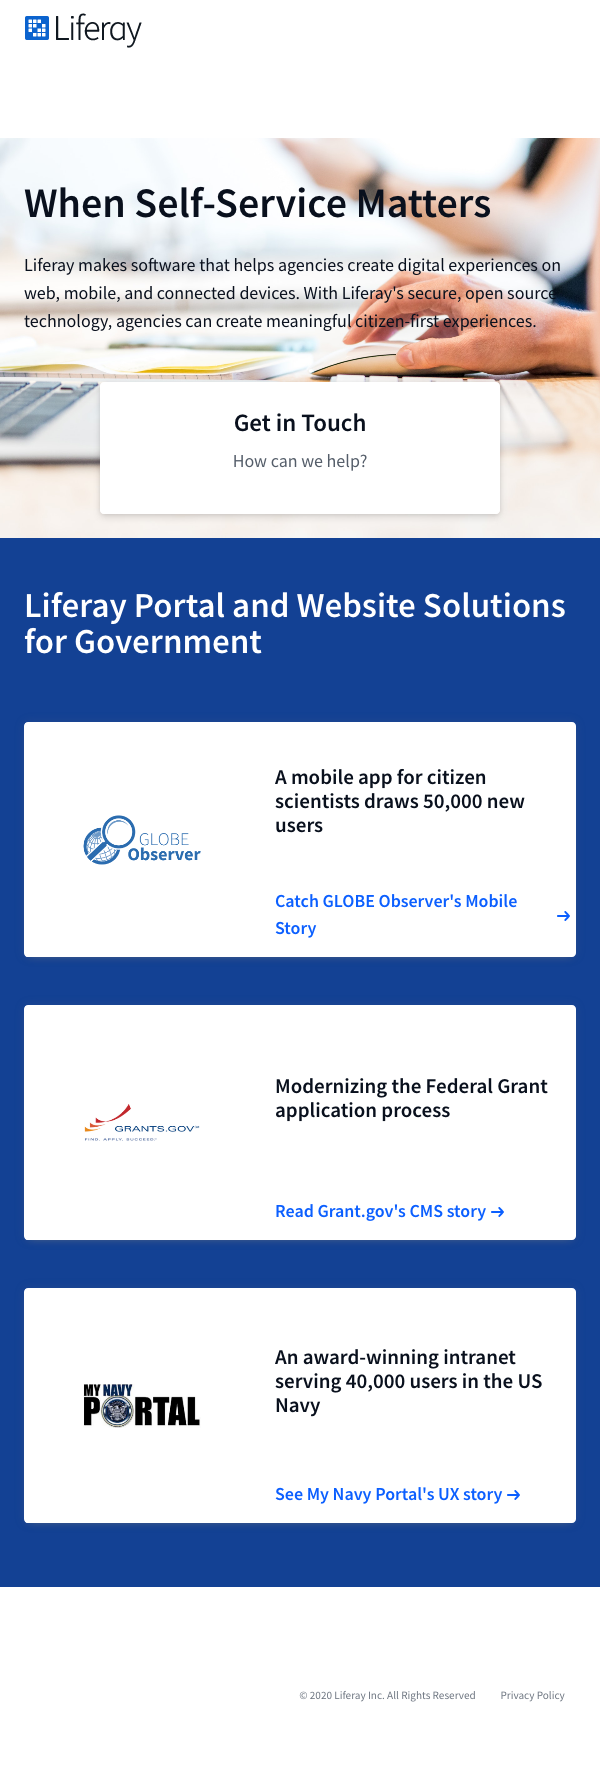 Liferay
When Self-Service Matters
Liferay makes software that helps agencies create digital experiences on
web, mobile, and connected devices. With Liferay's secure, open source
technology, agencies can create meaningful citizen-first experiences.
Get in Touch
How can we help?
Liferay Portal and Website Solutions
for Government
GLOBE
Observer
A mobile app for citizen
scientists draws 50,000 new
users
Catch GLOBE Observer's Mobile
Story →
GRANTS.GOV℠
FIND. APPLY. SUCCEED.
Modernizing the Federal Grant
application process
Read Grant.gov's CMS story →
MY NAVY
PORTAL
An award-winning intranet
serving 40,000 users in the US
Navy
See My Navy Portal's UX story →
© 2020 Liferay Inc. All Rights Reserved Privacy Policy